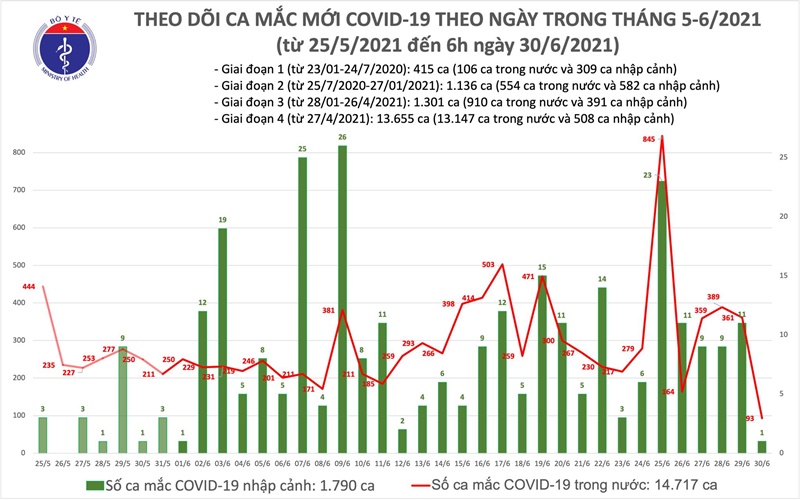 BỘ Y TẾ
MINISTRY OF HEALTH
THEO DÕI CA MẮC MỚI COVID-19 THEO NGÀY TRONG THÁNG 5-6/2021
(từ 25/5/2021 đến 6h ngày 30/6/2021)
- Giai đoạn 1 (từ 23/01-24/7/2020): 415 ca (106 ca trong nước và 309 ca nhập cảnh)
- Giai đoạn 2 (từ 25/7/2020-27/01/2021): 1.136 ca (554 ca trong nước và 582 ca nhập cảnh)
- Giai đoạn 3 (từ 28/01-26/4/2021): 1.301 ca (910 ca trong nước và 391 ca nhập cảnh)
- Giai đoạn 4 (từ 27/4/2021): 13.655 ca (13.147 ca trong nước và 508 ca nhập cảnh)
800
700
600
500
400
300
200
100
0
25
20
15
10
5
0
444 235 227 253 277 250 211 250 229 231 219 246 201 211 171 381 211 185 259 293 266 398 414 503 259 471 300 267 230 217 279 845 164 359 389 361 93
3 3 1 9 1 3 1 12 19 5 8 5 25 4 26 8 11 2 4 6 4 9 12 5 15 11 5 14 3 6 23 11 9 9 11 1
25/5 26/5 27/5 28/5 29/5 30/5 31/5 01/6 02/6 03/6 04/6 05/6 06/6 07/6 08/6 09/6 10/6 11/6 12/6 13/6 14/6 15/6 16/6 17/6 18/6 19/6 20/6 21/6 22/6 23/6 24/6 25/6 26/6 27/6 28/6 29/6 30/6
Số ca mắc COVID-19 nhập cảnh: 1.790 ca
Số ca mắc COVID-19 trong nước: 14.717 ca